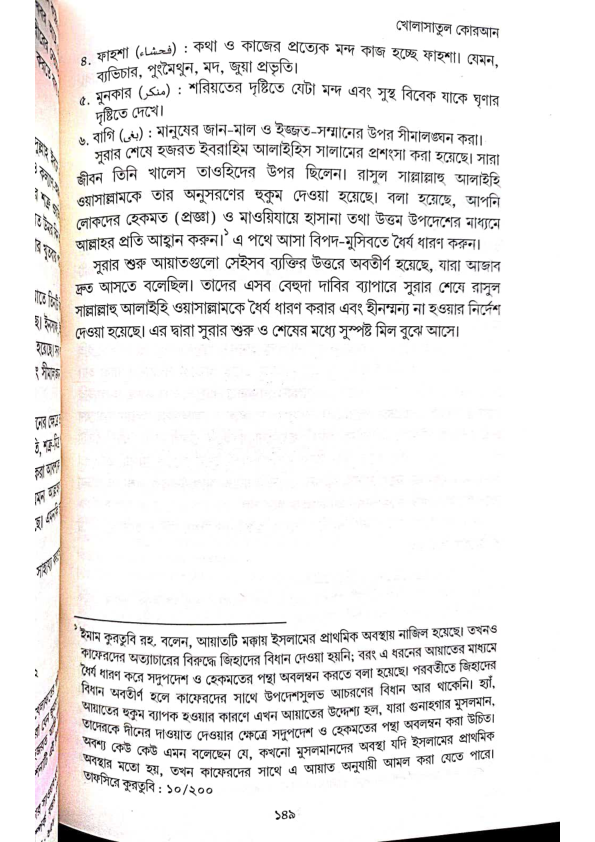 খোলাসাতুল কোরআন
৪. ফাহশা (فحشاء) : কথা ও কাজের প্রত্যেক মন্দ কাজ হচ্ছে ফাহশা। যেমন,
ব্যভিচার, পুংমৈথুন, মদ, জুয়া প্রভৃতি।
৫. মুনকার (منكر) : শরিয়তের দৃষ্টিতে যেটা মন্দ এবং সুস্থ বিবেক যাকে ঘৃণার
দৃষ্টিতে দেখে।
৬. বাগি (بغى) : মানুষের জান-মাল ও ইজ্জত-সম্মানের উপর সীমালঙ্ঘন করা।
সুরার শেষে হজরত ইবরাহিম আলাইহিস সালামের প্রশংসা করা হয়েছে। সারা
জীবন তিনি খালেস তাওহিদের উপর ছিলেন। রাসুল সাল্লাল্লাহু আলাইহি
ওয়াসাল্লামকে তার অনুসরণের হুকুম দেওয়া হয়েছে। বলা হয়েছে, আপনি
লোকদের হেকমত (প্রজ্ঞা) ও মাওয়িযায়ে হাসানা তথা উত্তম উপদেশের মাধ্যমে
আল্লাহর প্রতি আহ্বান করুন।১ এ পথে আসা বিপদ-মুসিবতে ধৈর্য ধারণ করুন।
সুরার শুরু আয়াতগুলো সেইসব ব্যক্তির উত্তরে অবতীর্ণ হয়েছে, যারা আজাব
দ্রুত আসতে বলেছিল। তাদের এসব বেহুদা দাবির ব্যাপারে সুরার শেষে রাসুল
সাল্লাল্লাহু আলাইহি ওয়াসাল্লামকে ধৈর্য ধারণ করার এবং হীনম্মন্য না হওয়ার নির্দেশ
দেওয়া হয়েছে। এর দ্বারা সুরার শুরু ও শেষের মধ্যে সুস্পষ্ট মিল বুঝে আসে।
১ ইমাম কুরতুবি রহ. বলেন, আয়াতটি মক্কায় ইসলামের প্রাথমিক অবস্থায় নাজিল হয়েছে। তখনও
কাফেরদের অত্যাচারের বিরুদ্ধে জিহাদের বিধান দেওয়া হয়নি; বরং এ ধরনের আয়াতের মাধ্যমে
ধৈর্য ধারণ করে সদুপদেশ ও হেকমতের পন্থা অবলম্বন করতে বলা হয়েছে। পরবর্তীতে জিহাদের
বিধান অবতীর্ণ হলে কাফেরদের সাথে উপদেশসুলভ আচরণের বিধান আর থাকেনি। হ্যাঁ,
আয়াতের হুকুম ব্যাপক হওয়ার কারণে এখন আয়াতের উদ্দেশ্য হল, যারা গুনাহগার মুসলমান,
তাদেরকে দীনের দাওয়াত দেওয়ার ক্ষেত্রে সদুপদেশ ও হেকমতের পন্থা অবলম্বন করা উচিত।
অবশ্য কেউ কেউ এমন বলেছেন যে, কখনো মুসলমানদের অবস্থা যদি ইসলামের প্রাথমিক
অবস্থার মতো হয়, তখন কাফেরদের সাথে এ আয়াত অনুযায়ী আমল করা যেতে পারে।
তাফসিরে কুরতুবি : ১০/২০০
১৪৯